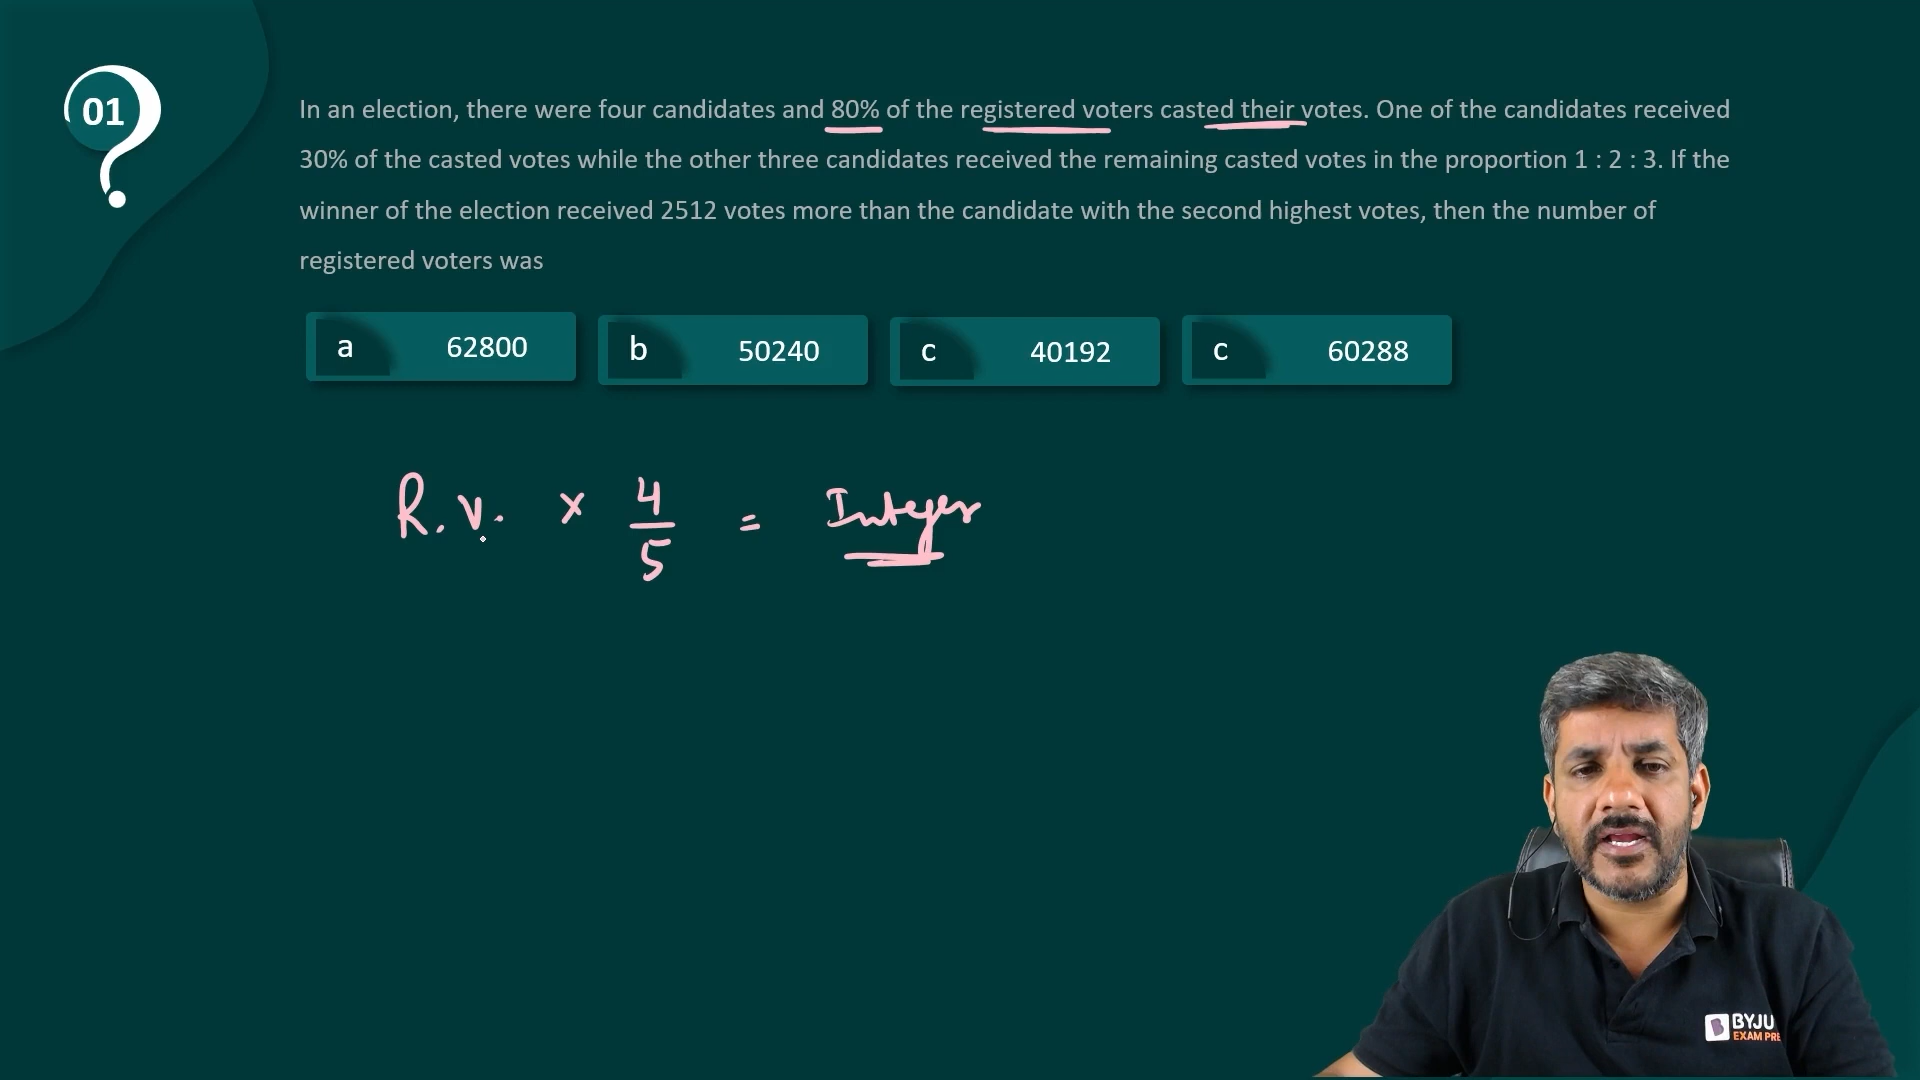 01
In an election, there were four candidates and 80% of the registered voters casted their votes. One of the candidates received
30% of the casted votes while the other three candidates received the remaining casted votes in the proportion 1 : 2 : 3. If the
winner of the election received 2512 votes more than the candidate with the second highest votes, then the number of
registered voters was
a 62800 b 50240 c 40192 c 60288
R.V. × 4/5 = Integer
BYJU
EXAM PRE